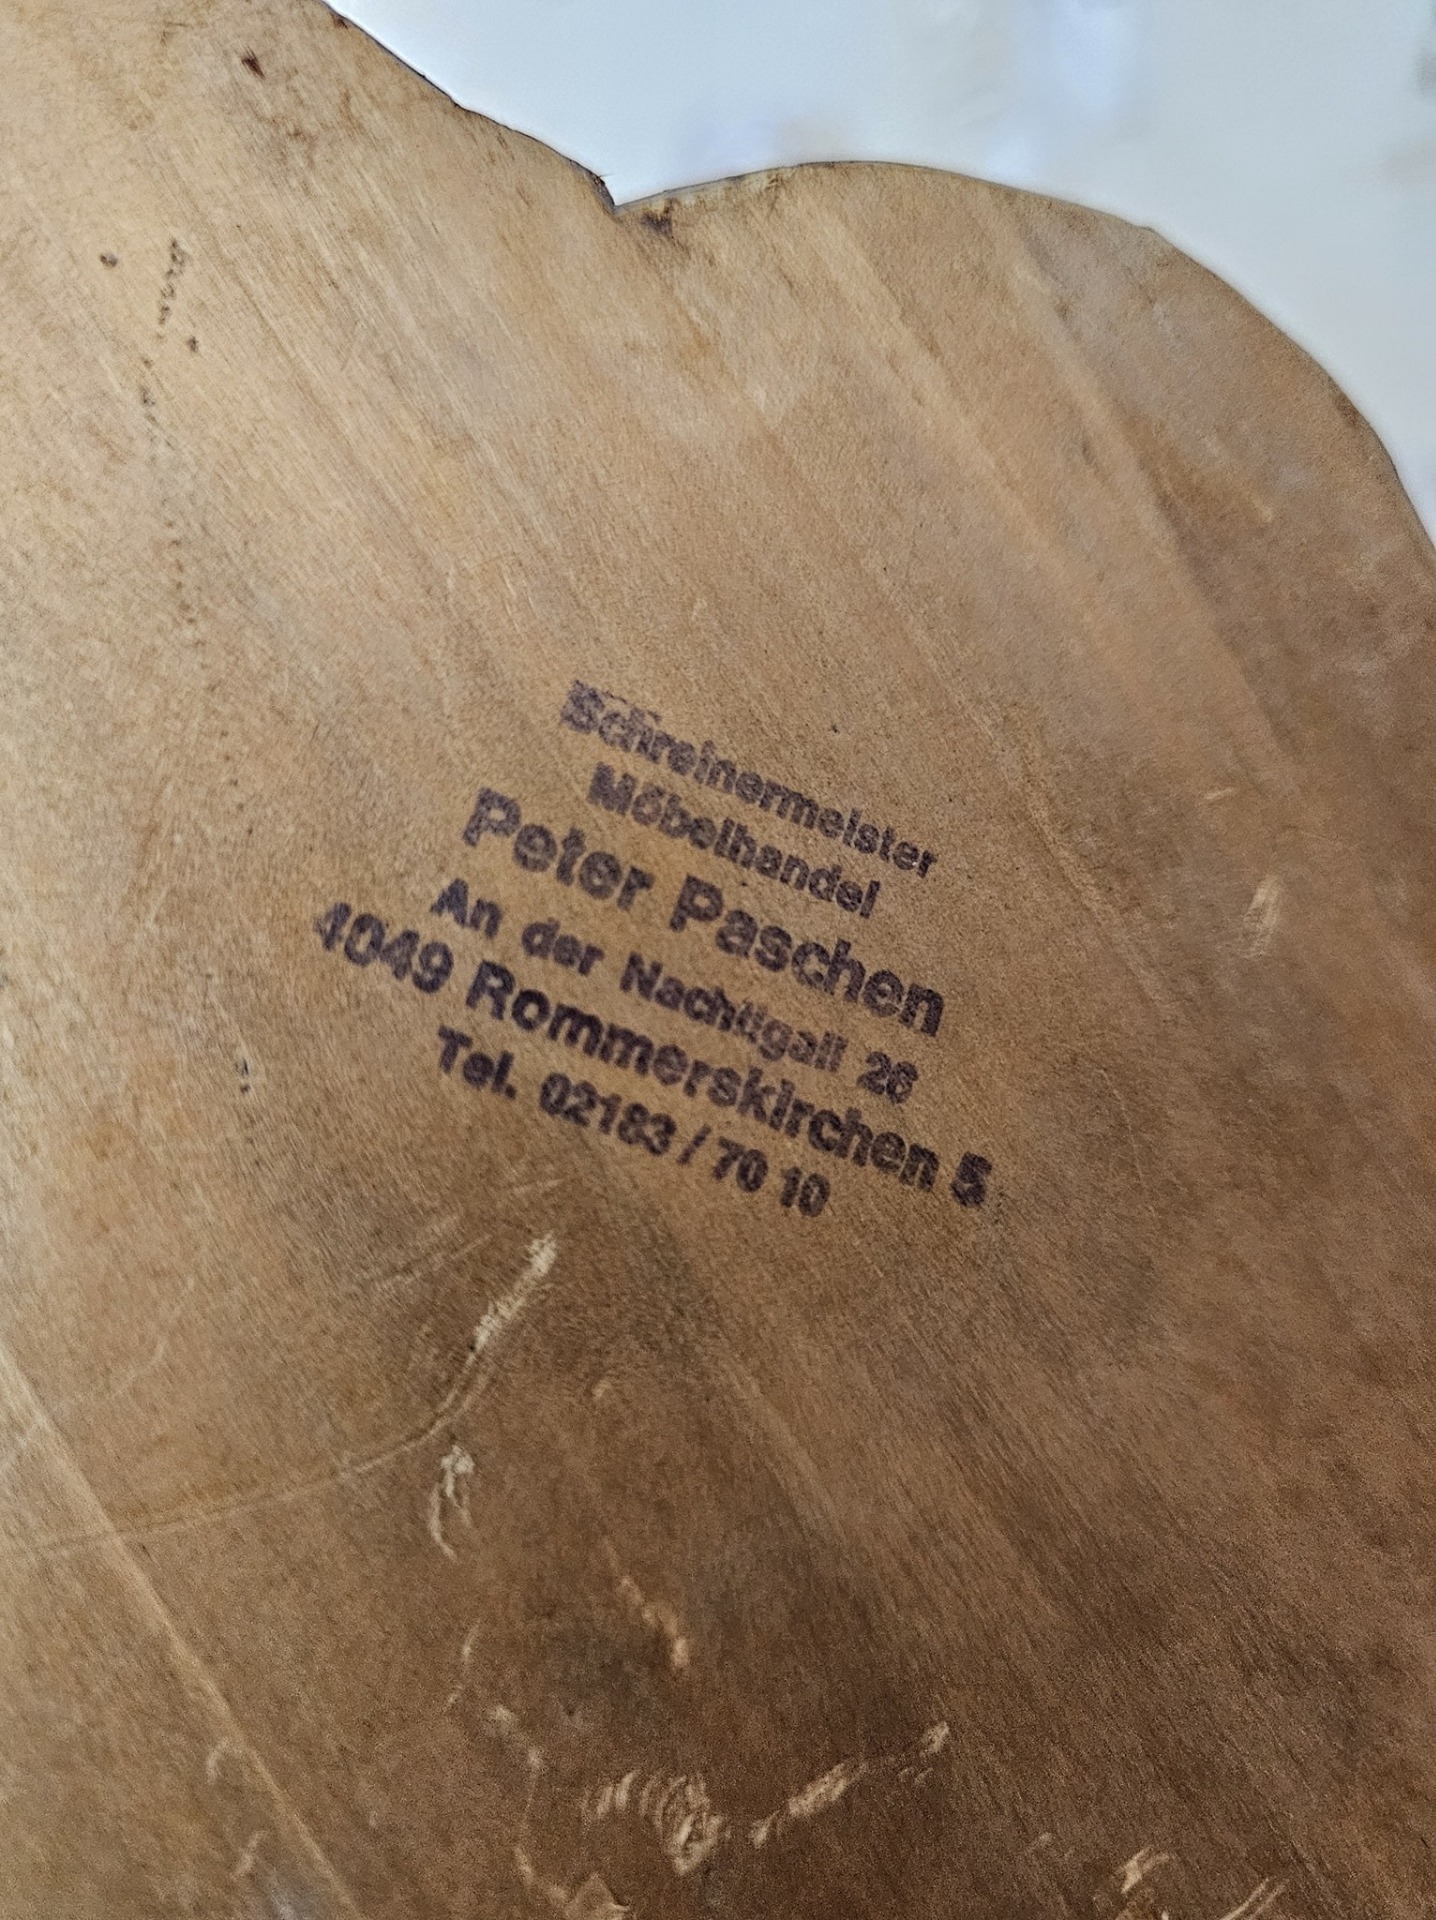 Schreinermeister
Möbelhandel
Peter Paschen
An der Nachtigall 26
4049 Rommerskirchen 5
Tel. 02183 / 70 10